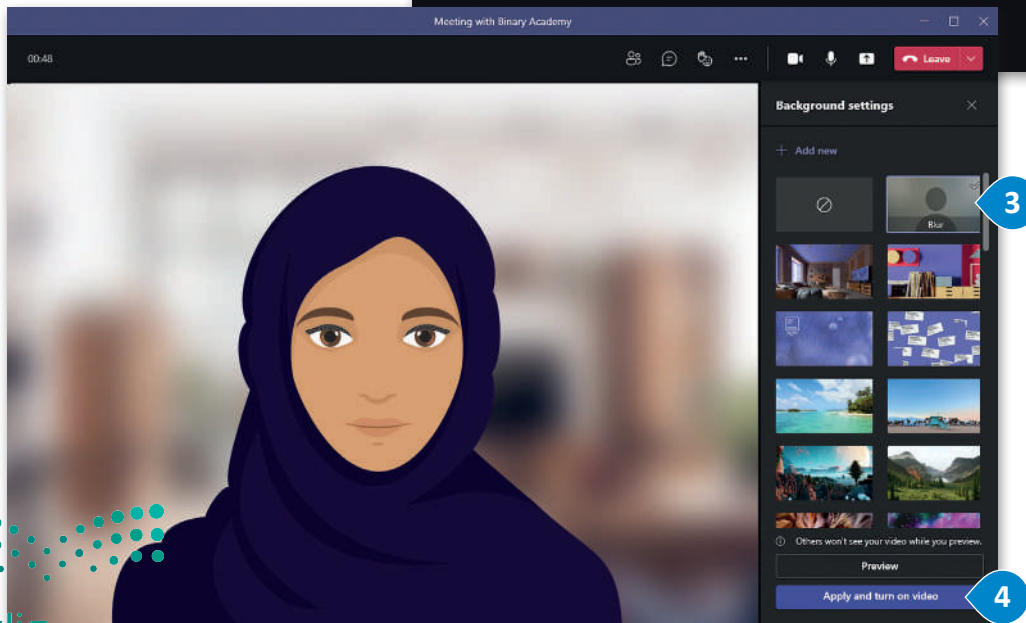 Meeting with Binary Academy
00:48
Leave
Background settings
+ Add new
Blur
3
Others won't see your video while you preview.
Preview
Apply and turn on video
4